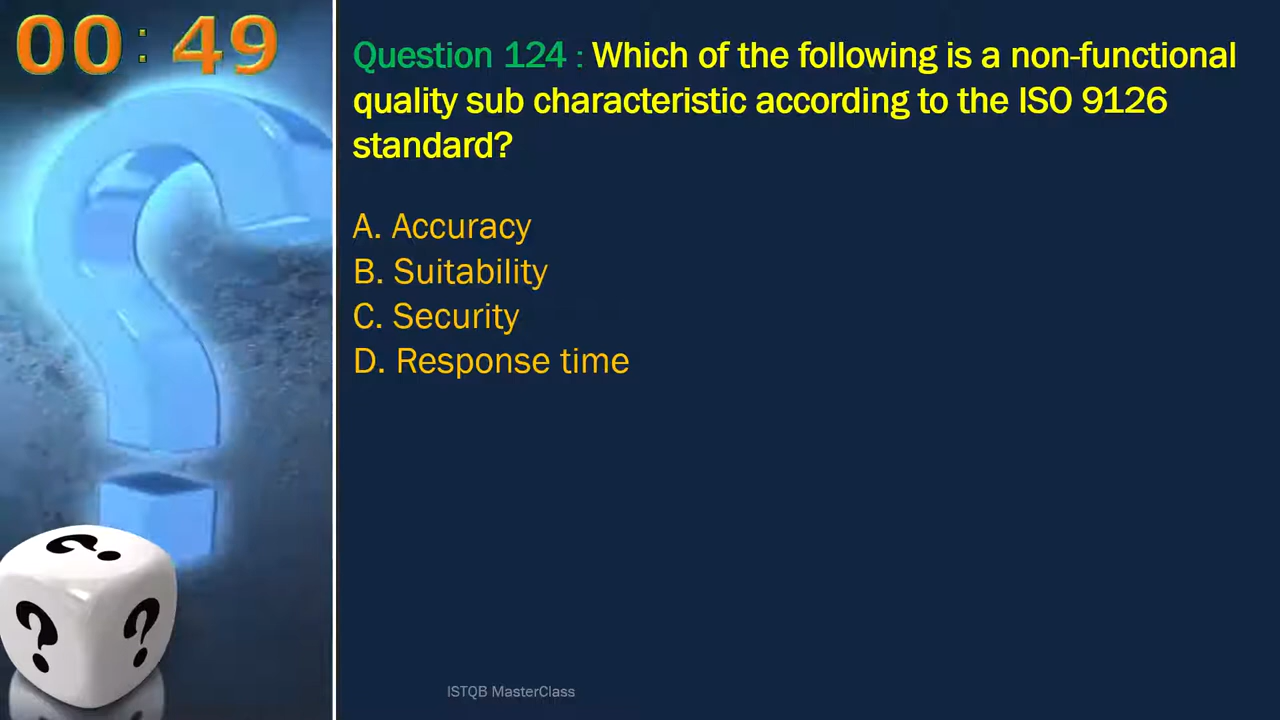 00:49
Question 124 : Which of the following is a non-functional
quality sub characteristic according to the ISO 9126
standard?
A. Accuracy
B. Suitability
C. Security
D. Response time
? ? ?
ISTQB MasterClass